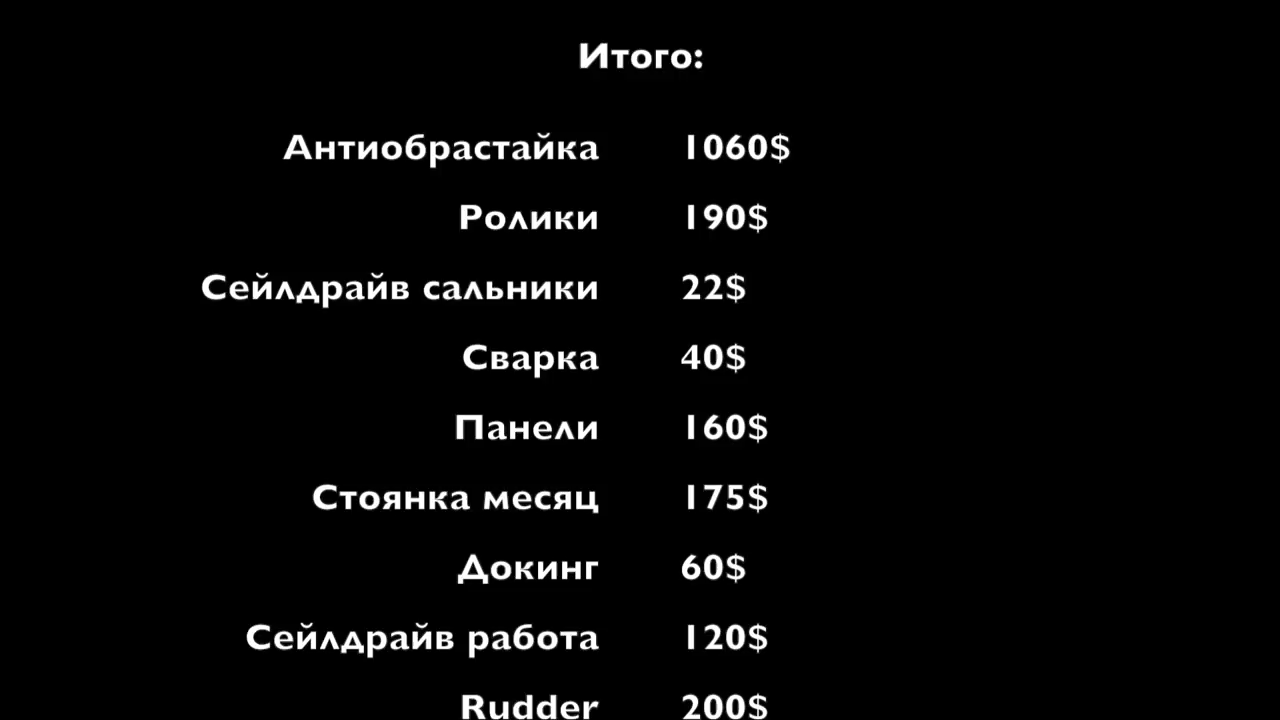 Итого:
Антиобрастайка 1060$
Ролики 190$
Сейлдрайв сальники 22$
Сварка 40$
Панели 160$
Стоянка месяц 175$
Докинг 60$
Сейлдрайв работа 120$
Rudder 200$